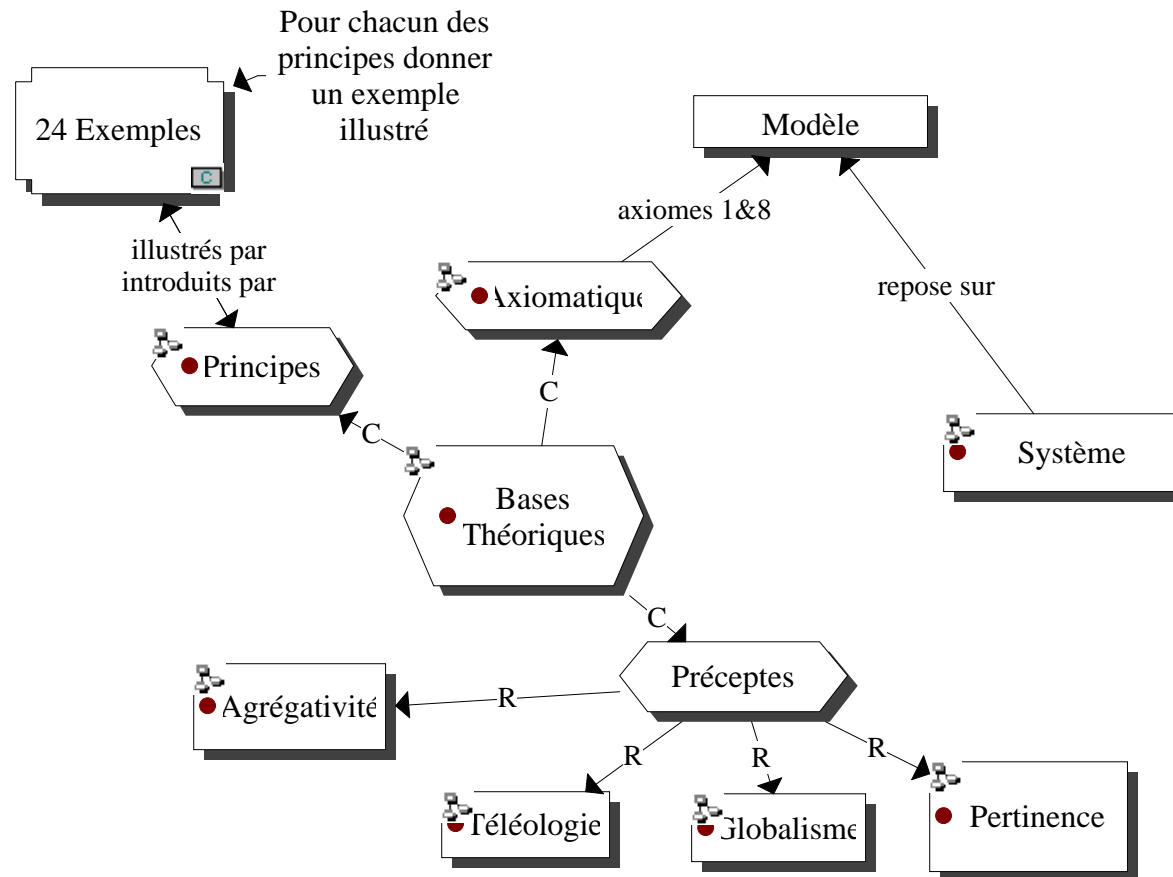 Pour chacun des
principes donner
un exemple
illustré
24 Exemples
C
Modèle
axiomes 1&8
illustrés par
introduits par
Axiomatique
repose sur
Principes
C
C
Système
Bases
Théoriques
C
Préceptes
R
Agrégativité
R
R
R
Téléologie
Globalisme
Pertinence